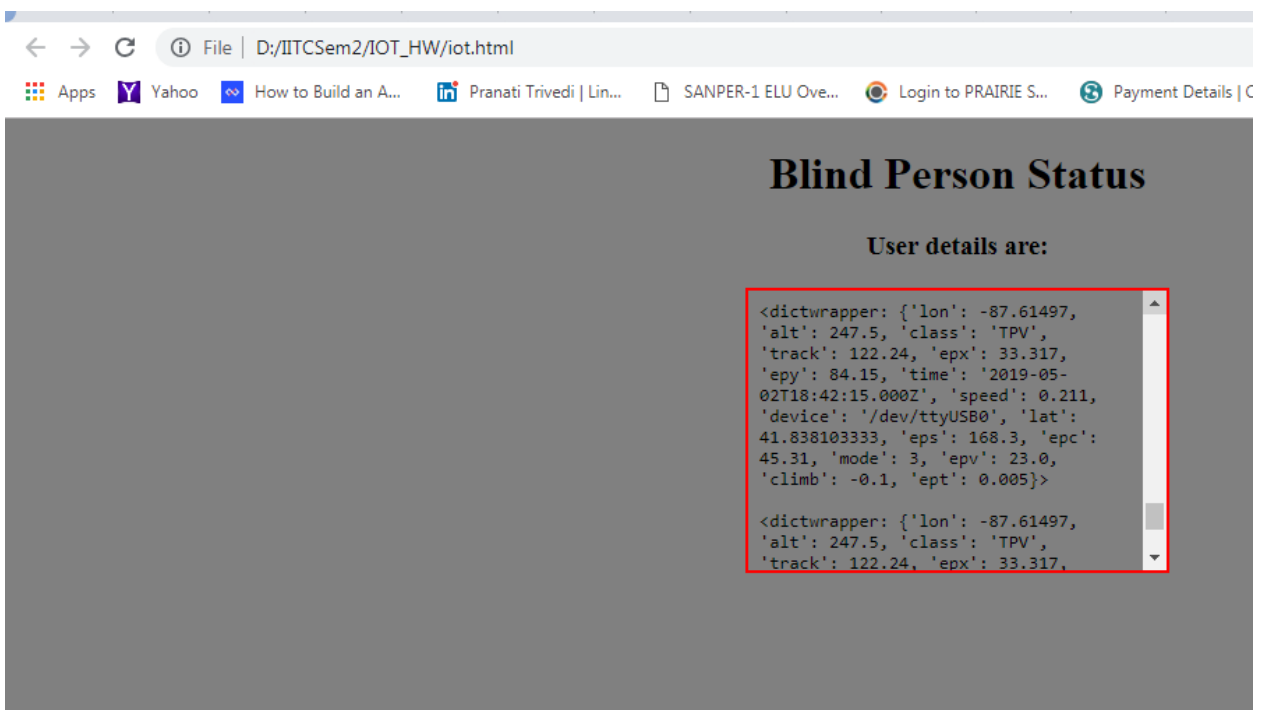 File | D:/IITCSem2/IOT_HW/iot.html
Apps Yahoo How to Build an A... Pranati Trivedi | Lin... SANPER-1 ELU Ove... Login to PRAIRIE S... Payment Details | C
Blind Person Status
User details are:
<dictwrapper: {'lon': -87.61497,
'alt': 247.5, 'class': 'TPV',
'track': 122.24, 'epx': 33.317,
'epy': 84.15, 'time': '2019-05-
02T18:42:15.000Z', 'speed': 0.211,
'device': '/dev/ttyUSB0', 'lat':
41.838103333, 'eps': 168.3, 'epc':
45.31, 'mode': 3, 'epv': 23.0,
'climb': -0.1, 'ept': 0.005}>
<dictwrapper: {'lon': -87.61497,
'alt': 247.5, 'class': 'TPV',
'track': 122.24, 'epx': 33.317,